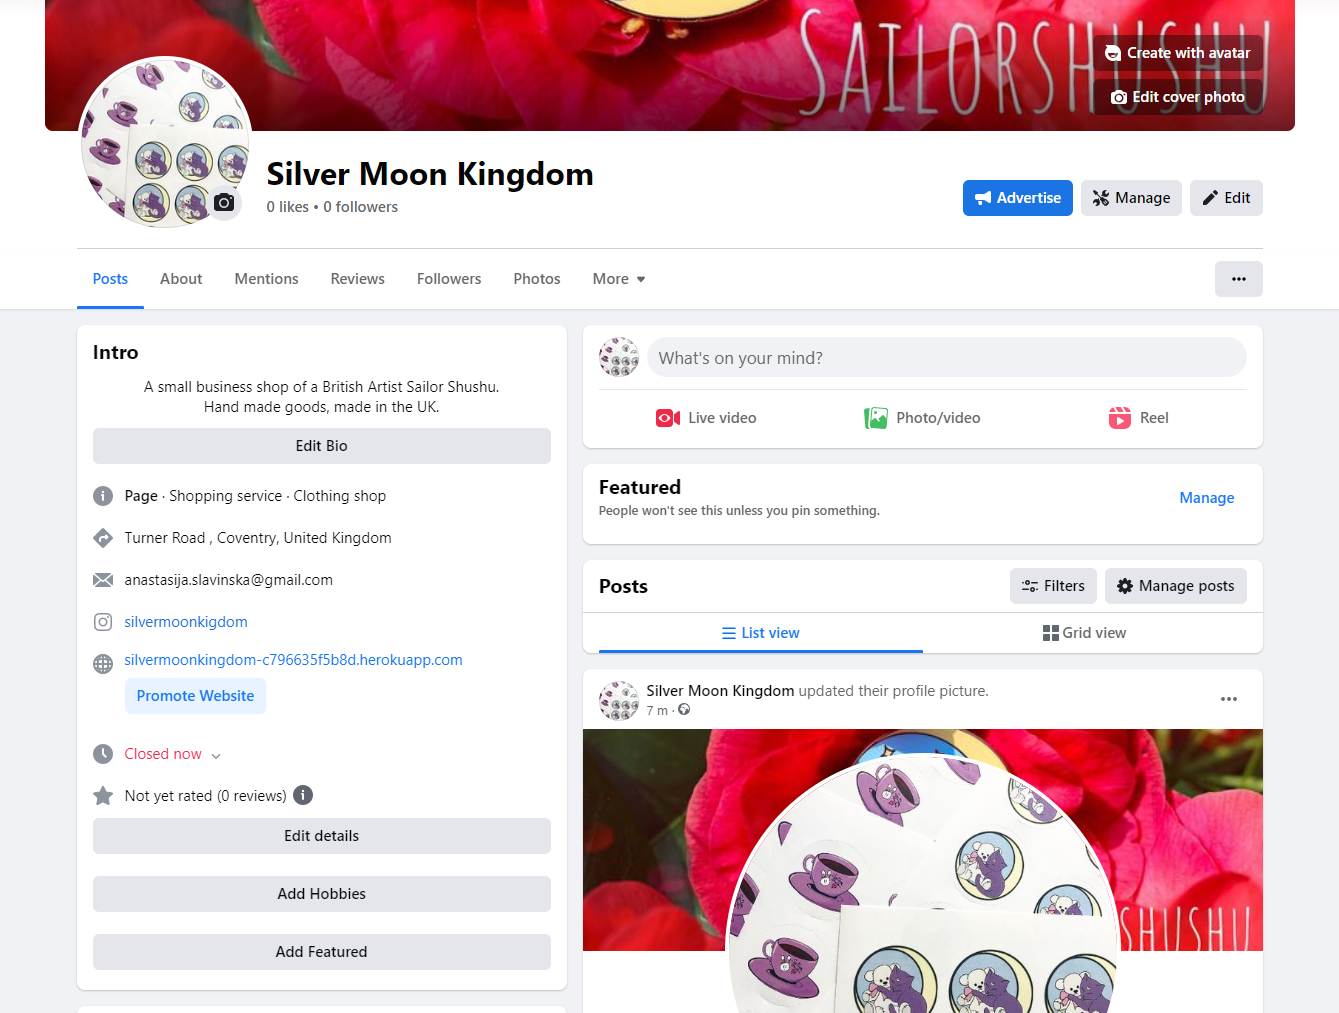 SAILORSHUSHU
Create with avatar
Edit cover photo
Silver Moon Kingdom
0 likes • 0 followers
Advertise
Manage
Edit
Posts
About
Mentions
Reviews
Followers
Photos
More
Intro
A small business shop of a British Artist Sailor Shushu.
Hand made goods, made in the UK.
Edit Bio
Page · Shopping service · Clothing shop
Turner Road , Coventry, United Kingdom
anastasija.slavinska@gmail.com
silvermoonkigdom
silvermoonkingdom-c796635f5b8d.herokuapp.com
Promote Website
Closed now
Not yet rated (0 reviews)
Edit details
Add Hobbies
Add Featured
What's on your mind?
Live video
Photo/video
Reel
Featured
People won't see this unless you pin something.
Manage
Posts
Filters
Manage posts
List view
Grid view
Silver Moon Kingdom updated their profile picture.
7 m ·
SHUSHU